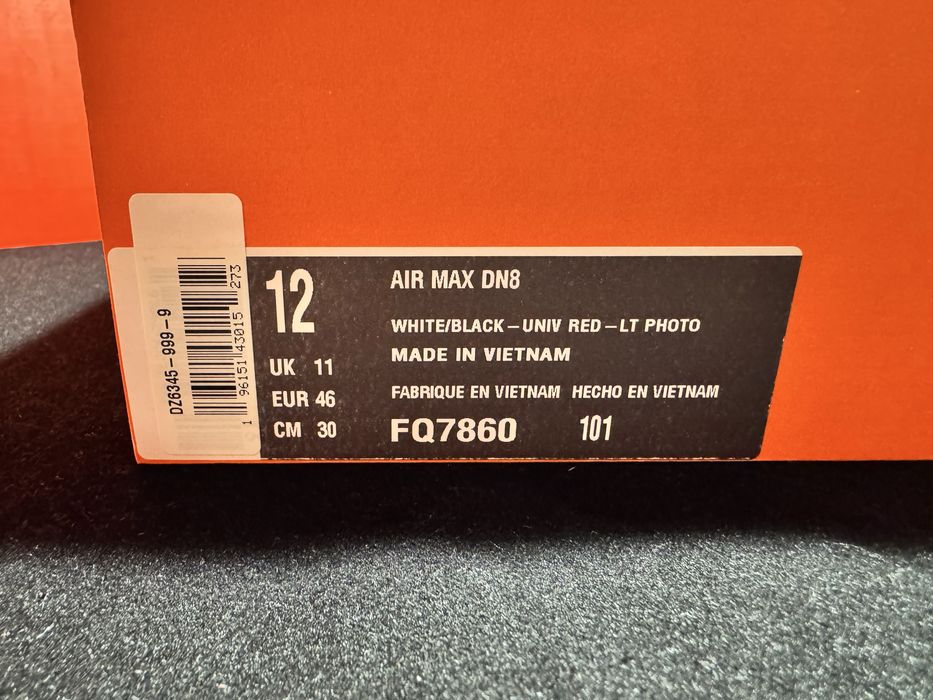 DZ6345-999-9
1 96151 43015 273
12
UK 11
EUR 46
CM 30
AIR MAX DN8
WHITE/BLACK-UNIV RED-LT PHOTO
MADE IN VIETNAM
FABRIQUE EN VIETNAM HECHO EN VIETNAM
FQ7860 101